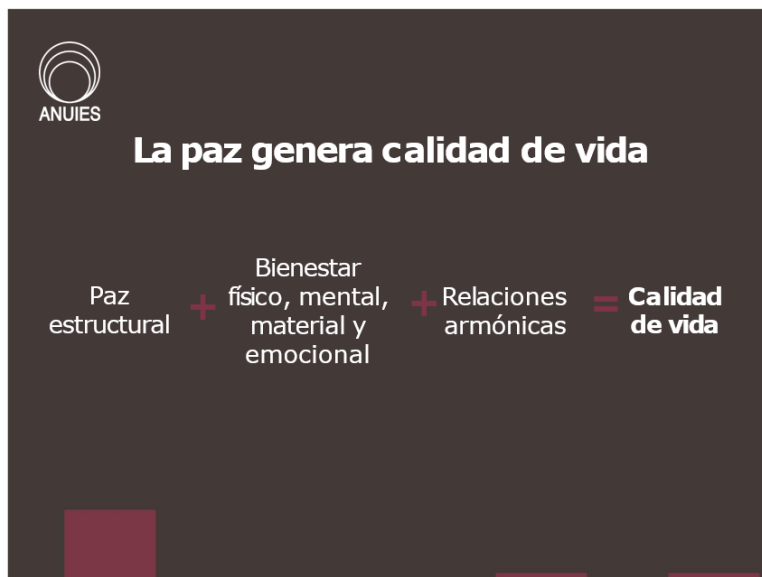 ANUIES
La paz genera calidad de vida
Paz
estructural
+
Bienestar
físico, mental,
material y
emocional
+
Relaciones
armónicas
=
Calidad
de vida